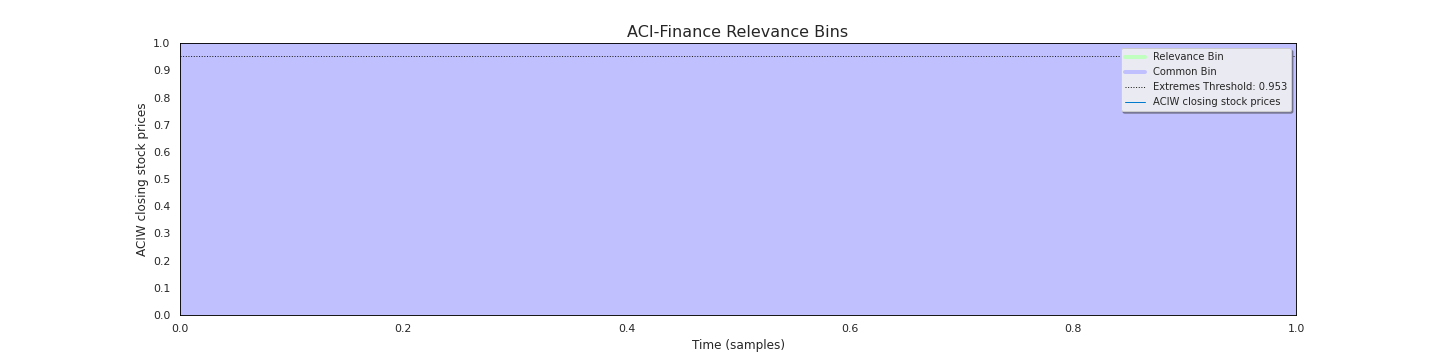 ACI-Finance Relevance Bins
ACIW closing stock prices
1.0
0.9
0.8
0.7
0.6
0.5
0.4
0.3
0.2
0.1
0.0
Relevance Bin
Common Bin
Extremes Threshold: 0.953
ACIW closing stock prices
0.0 0.2 0.4 0.6 0.8 1.0
Time (samples)